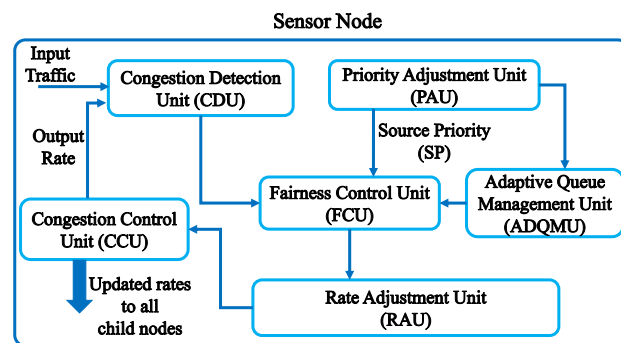 Sensor Node
Input
Traffic
Congestion Detection
Unit (CDU)
Priority Adjustment Unit
(PAU)
Output
Rate
Source Priority
(SP)
Fairness Control Unit
(FCU)
Adaptive Queue
Management Unit
(ADQMU)
Congestion Control
Unit (CCU)
Updated rates
to all
child nodes
Rate Adjustment Unit
(RAU)